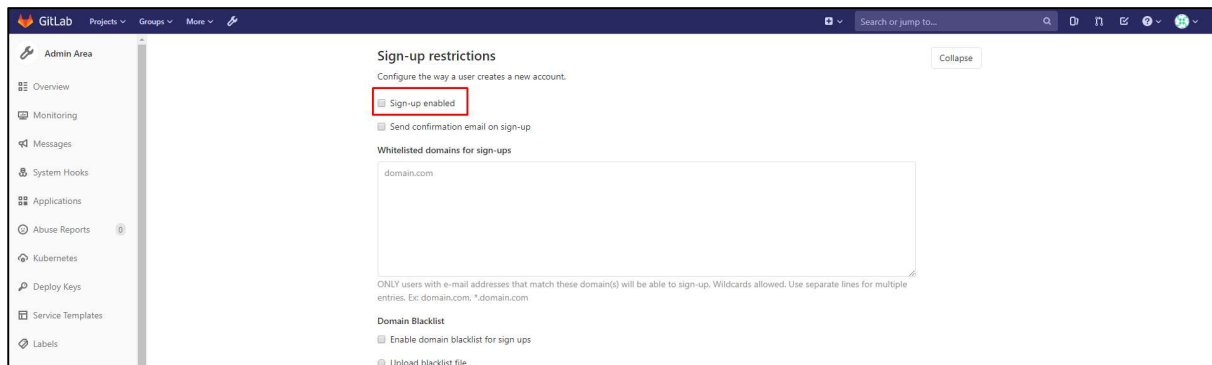 GitLab Projects Groups More Search or jump to...
Admin Area
Overview
Monitoring
Messages
System Hooks
Applications
Abuse Reports 0
Kubernetes
Deploy Keys
Service Templates
Labels
Sign-up restrictions
Collapse
Configure the way a user creates a new account.
Sign-up enabled
Send confirmation email on sign-up
Whitelisted domains for sign-ups
domain.com
ONLY users with e-mail addresses that match these domain(s) will be able to sign-up. Wildcards allowed. Use separate lines for multiple
entries. Ex: domain.com, *.domain.com
Domain Blacklist
Enable domain blacklist for sign ups
Upload blacklist file